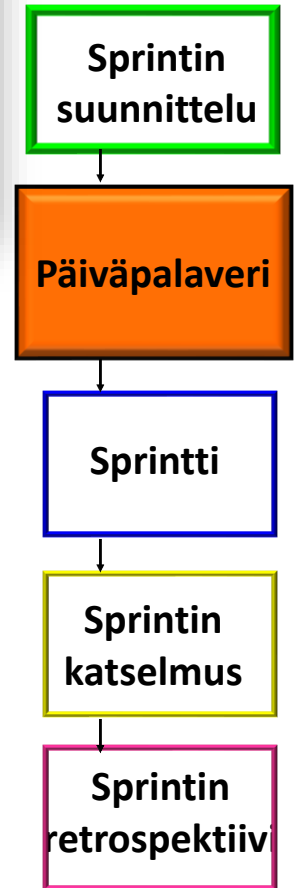 Sprintin
suunnittelu
Päiväpalaveri
Sprintti
Sprintin
katselmus
Sprintin
retrospektiivi